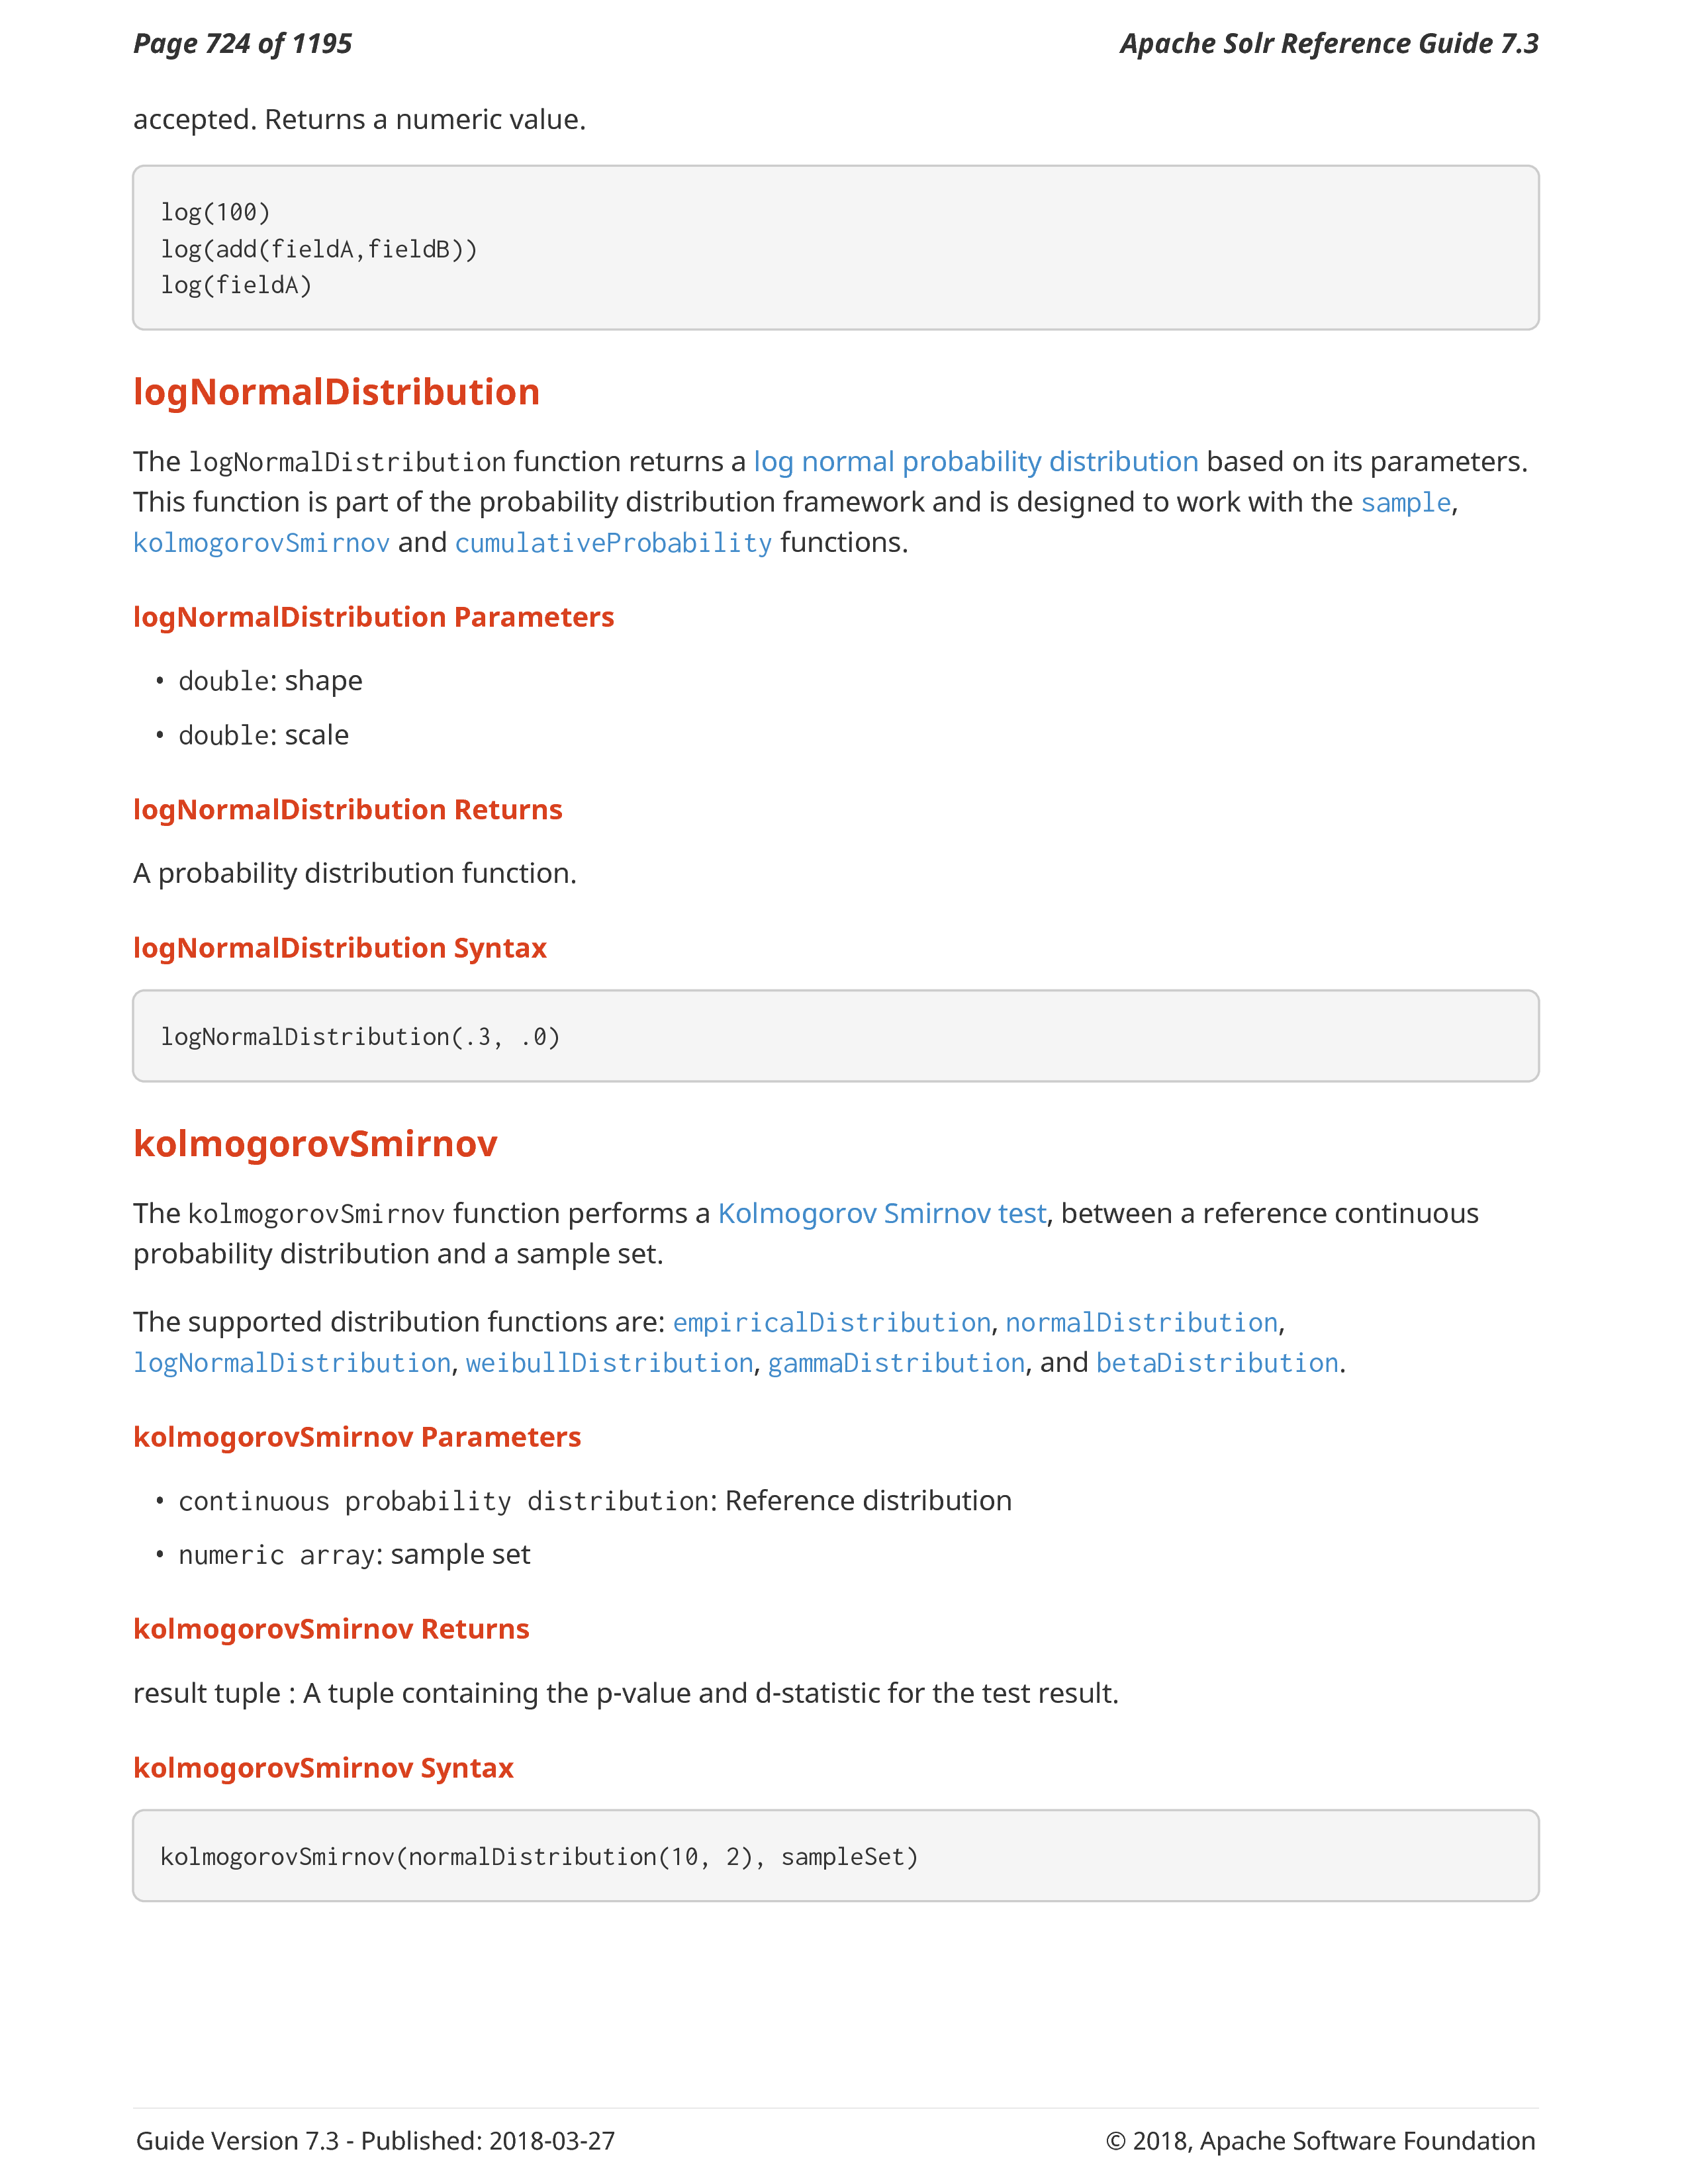 Page 724 of 1195
Apache Solr Reference Guide 7.3
accepted. Returns a numeric value.
log(100)
log(add(fieldA,fieldB))
log(fieldA)
logNormalDistribution
The logNormalDistribution function returns a log normal probability distribution based on its parameters.
This function is part of the probability distribution framework and is designed to work with the sample,
kolmogorovSmirnov and cumulativeProbability functions.
logNormalDistribution Parameters
• double: shape
• double: scale
logNormalDistribution Returns
A probability distribution function.
logNormalDistribution Syntax
logNormalDistribution(.3, .0)
kolmogorovSmirnov
The kolmogorovSmirnov function performs a Kolmogorov Smirnov test, between a reference continuous
probability distribution and a sample set.
The supported distribution functions are: empiricalDistribution, normalDistribution,
logNormalDistribution, weibullDistribution, gammaDistribution, and betaDistribution.
kolmogorovSmirnov Parameters
• continuous probability distribution: Reference distribution
• numeric array: sample set
kolmogorovSmirnov Returns
result tuple : A tuple containing the p-value and d-statistic for the test result.
kolmogorovSmirnov Syntax
kolmogorovSmirnov(normalDistribution(10, 2), sampleSet)
Guide Version 7.3 - Published: 2018-03-27
© 2018, Apache Software Foundation